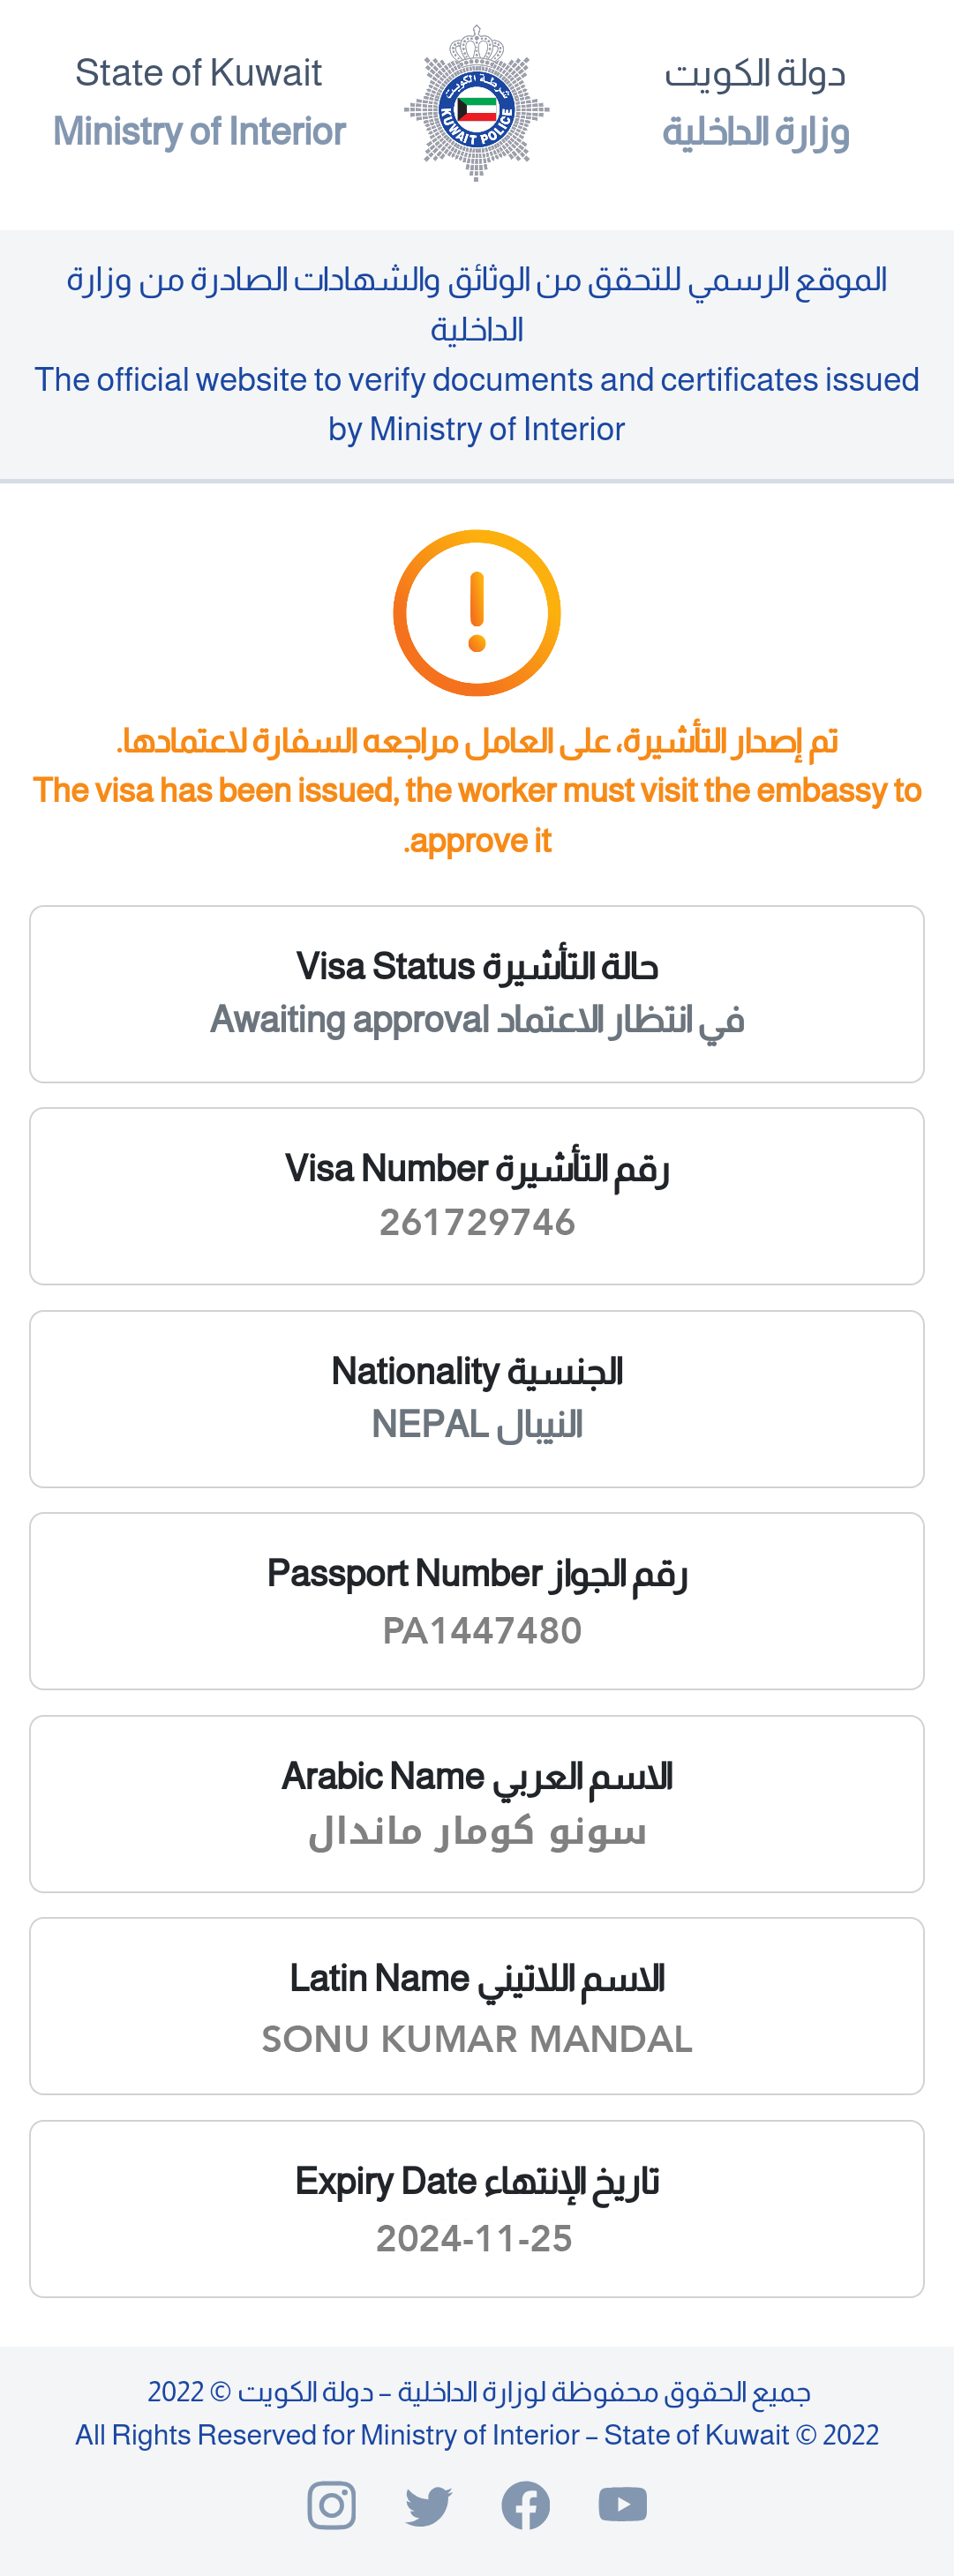 State of Kuwait
Ministry of Interior
شرطة الكويت
KUWAIT POLICE
دولة الكويت
وزارة الداخلية
الموقع الرسمي للتحقق من الوثائق والشهادات الصادرة من وزارة
الداخلية
The official website to verify documents and certificates issued
by Ministry of Interior
تم إصدار التأشيرة، على العامل مراجعه السفارة لاعتمادها.
The visa has been issued, the worker must visit the embassy to
.approve it
Visa Status حالة التأشيرة
Awaiting approval في انتظار الاعتماد
Visa Number رقم التأشيرة
261729746
Nationality الجنسية
NEPAL النيبال
Passport Number رقم الجواز
PA1447480
Arabic Name الاسم العربي
سونو كومار ماندال
Latin Name الاسم اللاتيني
SONU KUMAR MANDAL
Expiry Date تاريخ الإنتهاء
2024-11-25
جميع الحقوق محفوظة لوزارة الداخلية – دولة الكويت © 2022
All Rights Reserved for Ministry of Interior – State of Kuwait © 2022